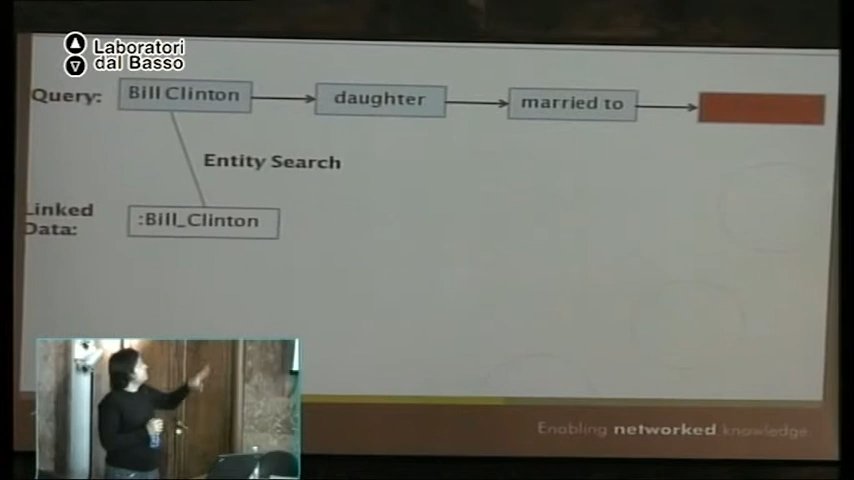 Laboratori
dal Basso
Query: Bill Clinton daughter married to
Entity Search
Linked
Data: :Bill_Clinton
Enabling networked knowledge.